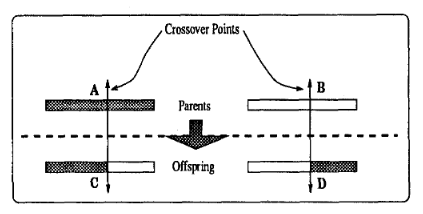 Crossover Points
A B
Parents
Offspring
C D